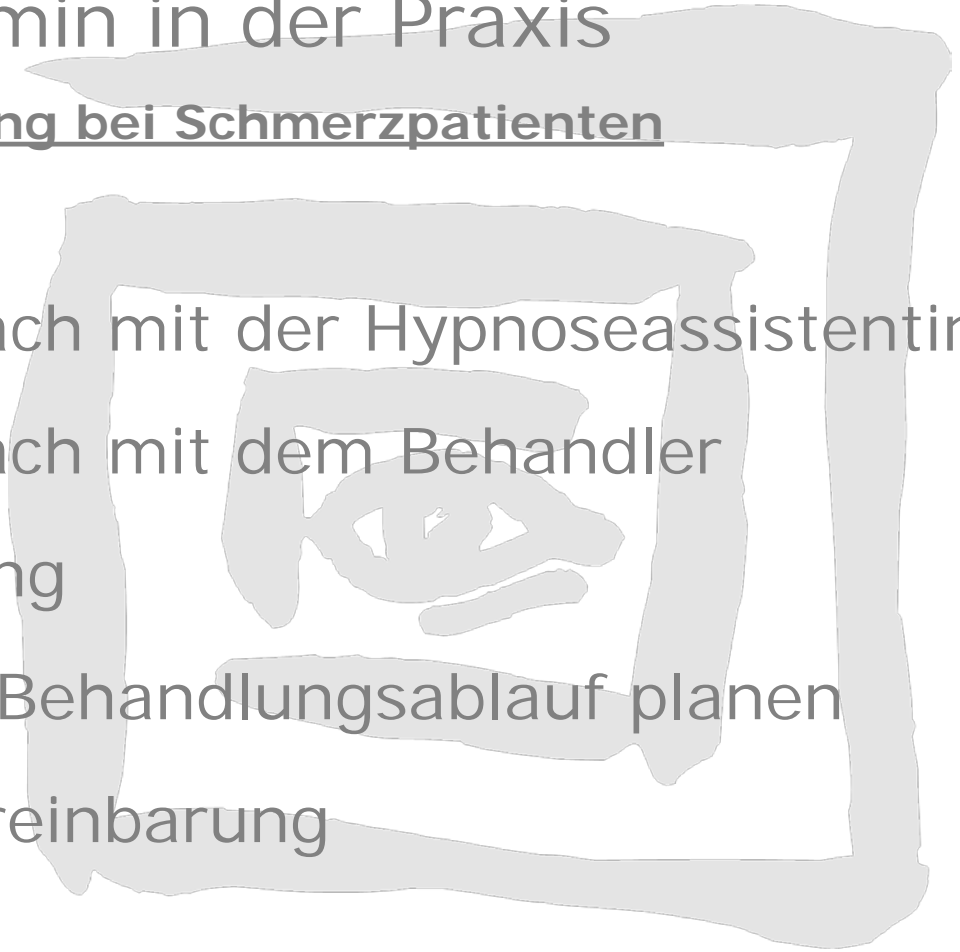 min in der Praxis
ng bei Schmerzpatienten
ach mit der Hypnoseassistentin
ach mit dem Behandler
ng
Behandlungsablauf planen
reinbarung